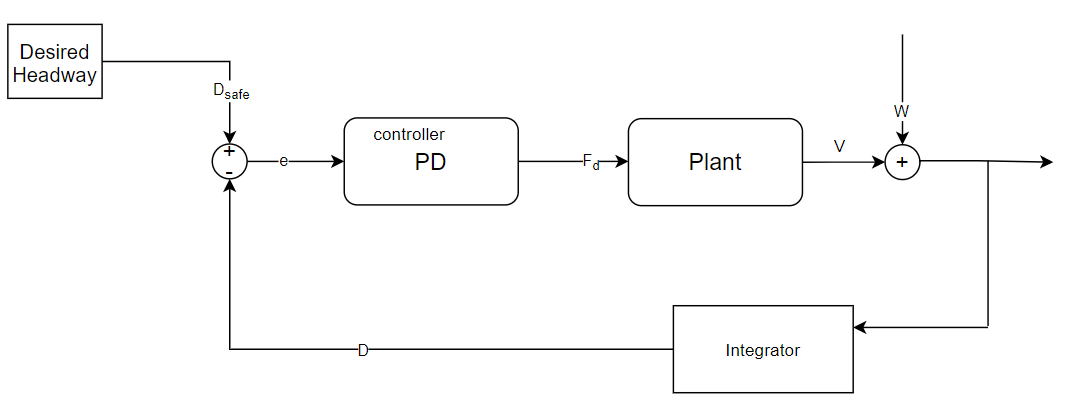 Desired
Headway
Dsafe
+
-
e
controller
PD
Fd
Plant
V
W
+
D
Integrator